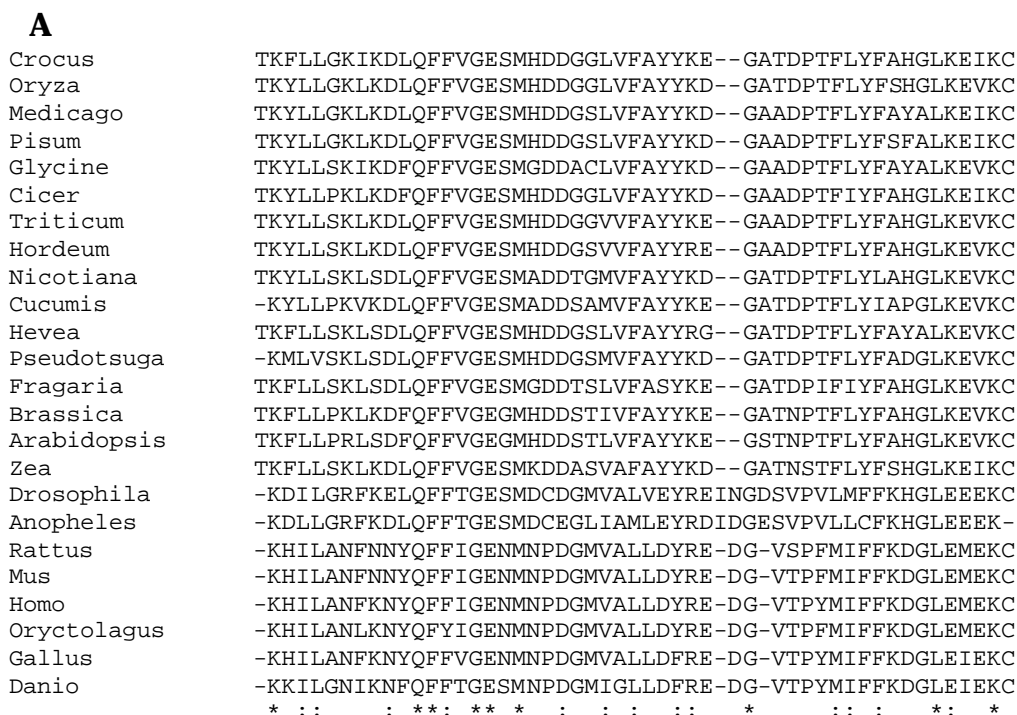 A
Crocus TKFLLGKIKDLQFFVGESMHDDGGLVFAYYKE--GATDPTFLYFAHGLKEIKC
Oryza TKYLLGKLKDLQFFVGESMHDDGGLVFAYYKD--GATDPTFLYFSHGLKEVKC
Medicago TKYLLGKLKDLQFFVGESMHDDGSLVFAYYKD--GAADPTFLYFAYALKEIKC
Pisum TKYLLGKLKDLQFFVGESMHDDGSLVFAYYKD--GAADPTFLYFSFALKEIKC
Glycine TKYLLSKIKDFQFFVGESMGDDACLVFAYYKD--GAADPTFLYFAYALKEVKC
Cicer TKYLLPKLKDFQFFVGESMHDDGGLVFAYYKD--GAADPTFIYFAHGLKEIKC
Triticum TKYLLSKLKDLQFFVGESMHDDGGVVFAYYKE--GAADPTFLYFAHGLKEVKC
Hordeum TKYLLSKLKDLQFFVGESMHDDGSVVFAYYRE--GAADPTFLYFAHGLKEIKC
Nicotiana TKYLLSKLSDLQFFVGESMADDTGMVFAYYKD--GATDPTFLYLAHGLKEVKC
Cucumis -KYLLPKVKDLQFFVGESMADDSAMVFAYYKE--GATDPTFLYIAPGLKEVKC
Hevea TKFLLSKLSDLQFFVGESMHDDGSLVFAYYRG--GATDPTFLYFAYALKEVKC
Pseudotsuga -KMLVSKLSDLQFFVGESMHDDGSMVFAYYKD--GATDPTFLYFADGLKEVKC
Fragaria TKFLLSKLSDLQFFVGESMGDDTSLVFASYKE--GATDPIFIYFAHGLKEVKC
Brassica TKFLLPKLKDFQFFVGEGMHDDSTIVFAYYKE--GATNPTFLYFAHGLKEVKC
Arabidopsis TKFLLPRLSDFQFFVGEGMHDDSTLVFAYYKE--GSTNPTFLYFAHGLKEVKC
Zea TKFLLSKLKDLQFFVGESMKDDASVAFAYYKD--GATNSTFLYFSHGLKEIKC
Drosophila -KDILGRFKELQFFTGESMDCDGMVALVEYREINGDSVPVLMFFKHGLEEEKC
Anopheles -KDLLGRFKDLQFFTGESMDCEGLIAMLEYRDIDGESVPVLLCFKHGLEEEK-
Rattus -KHILANFNNYQFFIGENMNPDGMVALLDYRE-DG-VSPFMIFFKDGLEMEKC
Mus -KHILANFNNYQFFIGENMNPDGMVALLDYRE-DG-VTPFMIFFKDGLEMEKC
Homo -KHILANFKNYQFFIGENMNPDGMVALLDYRE-DG-VTPYMIFFKDGLEMEKC
Oryctolagus -KHILANLKNYQFYIGENMNPDGMVALLDYRE-DG-VTPFMIFFKDGLEMEKC
Gallus -KHILANFKNYQFFVGENMNPDGMVALLDFRE-DG-VTPYMIFFKDGLEIEKC
Danio -KKILGNIKNFQFFTGESMNPDGMIGLLDFRE-DG-VTPYMIFFKDGLEIEKC
* :: : **: ** * : : : :: * :: : *: *